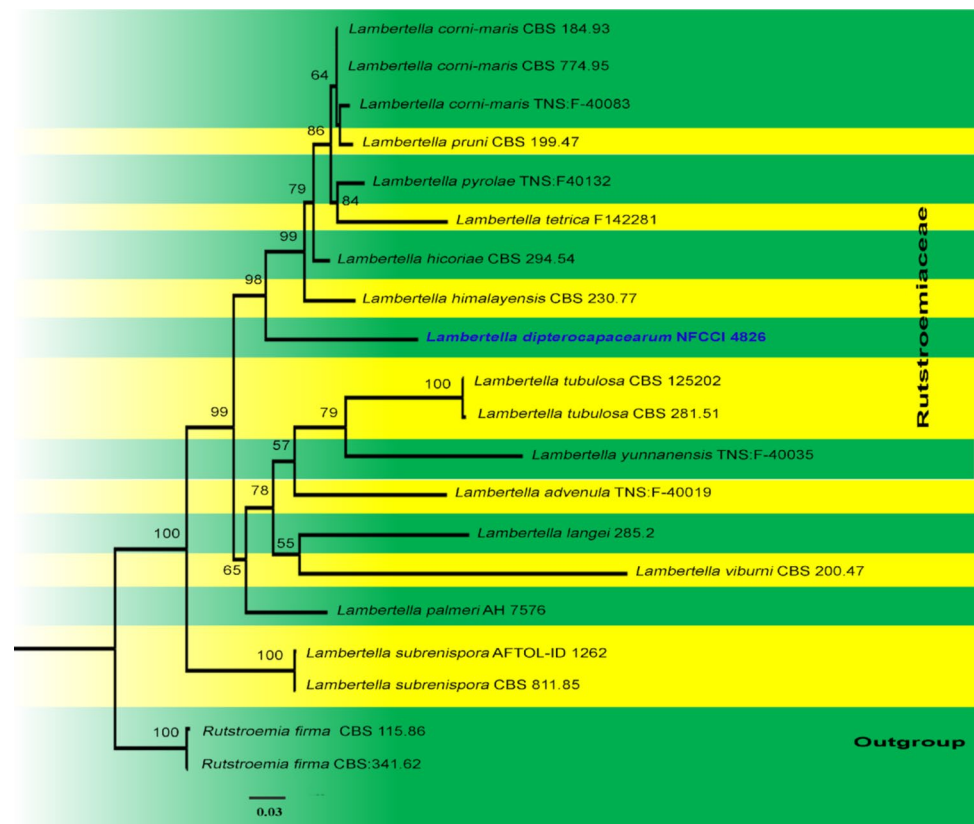 Lambertella corni-maris CBS 184.93
Lambertella corni-maris CBS 774.95
64
Lambertella corni-maris TNS.F-40083
86
Lambertella pruni CBS 199.47
Lambertella pyrolae TNS.F40132
79
84
Lambertella tetrica F142281
99
Lambertella hicoriae CBS 294.54
98
Lambertella himalayensis CBS 230.77
Lambertella dipterocapacearum NFCCI 4826
Rutstroemiaceae
Lambertella tubulosa CBS 125202
100
Lambertella tubulosa CBS 281.51
99
79
57
Lambertella yunnanensis TNS:F-40035
78
Lambertella advenula TNS:F-40019
100
Lambertella langei 285.2
55
65
Lambertella viburni CBS 200.47
Lambertella palmeri AH 7576
100
Lambertella subrenispora AFTOL-ID 1262
Lambertella subrenispora CBS 811.85
100
Rutstroemia firma CBS 115.86
Outgroup
Rutstroemia firma CBS:341.62
0.03